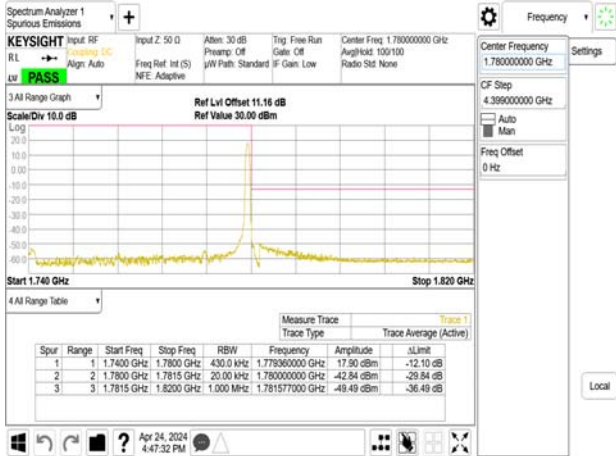 Spectrum Analyzer 1
Spurious Emissions
+
Frequency
KEYSIGHT
RL
LVI PASS
Input: RF
Coupling: DC
Align: Auto
Input Z: 50 Ω
Freq Ref: Int (S)
NFE: Adaptive
Atten: 30 dB
Preamp: Off
µW Path: Standard
Trig: Free Run
Gate: Off
IF Gain: Low
Center Freq: 1.780000000 GHz
Avg|Hold: 100/100
Radio Std: None
Center Frequency
1.780000000 GHz
Settings
CF Step
4.399000000 GHz
Auto
Man
Freq Offset
0 Hz
Local
3 All Range Graph
Scale/Div 10.0 dB
Ref Lvl Offset 11.16 dB
Ref Value 30.00 dBm
Log
20.0
10.0
0.00
-10.0
-20.0
-30.0
-40.0
-50.0
-60.0
Start 1.740 GHz
Stop 1.820 GHz
4 All Range Table
Measure Trace Trace 1
Trace Type Trace Average (Active)
Spur Range Start Freq Stop Freq RBW Frequency Amplitude ΔLimit
1 1 1.7400 GHz 1.7800 GHz 430.0 kHz 1.779360000 GHz 17.90 dBm -12.10 dB
2 2 1.7800 GHz 1.7815 GHz 20.00 kHz 1.780000000 GHz -42.84 dBm -29.84 dB
3 3 1.7815 GHz 1.8200 GHz 1.000 MHz 1.781577000 GHz -49.49 dBm -36.49 dB
?
Apr 24, 2024
4:47:32 PM